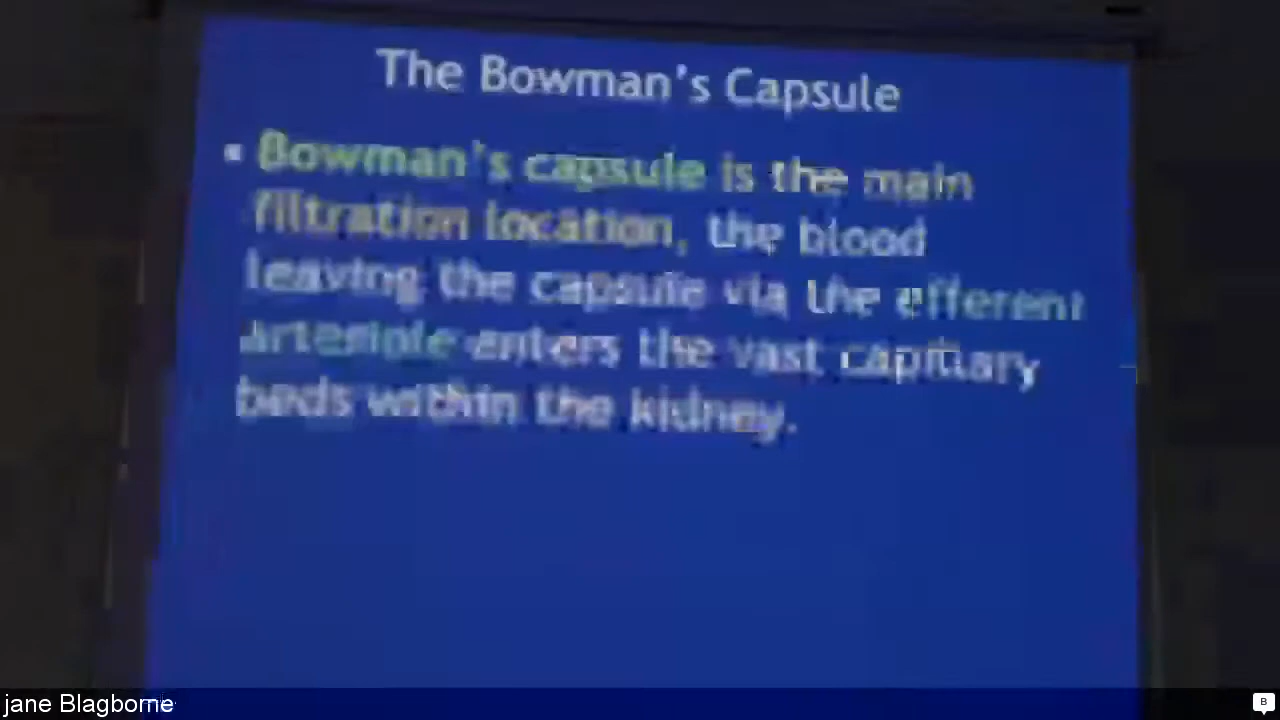 The Bowman's Capsule
▪ Bowman's capsule is the main
filtration location, the blood
leaving the capsule via the efferent
arteriole enters the vast capillary
beds within the kidney.
jane Blagborne
B